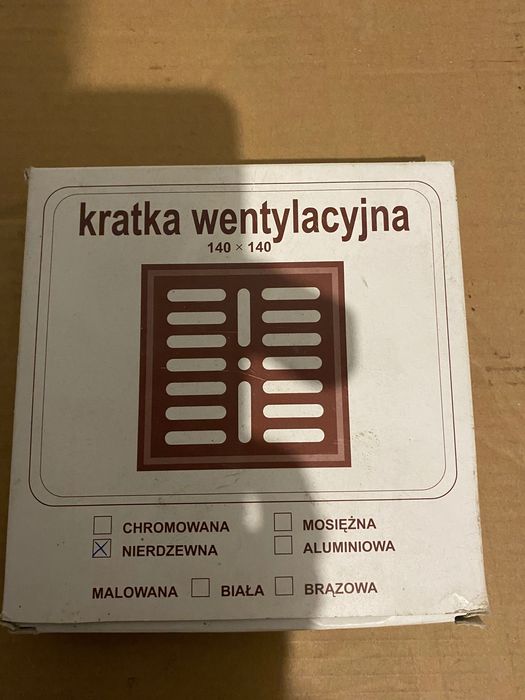 kratka wentylacyjna
140 × 140
CHROMOWANA MOSIĘŻNA
NIERDZEWNA ALUMINIOWA
MALOWANA BIAŁA BRĄZOWA